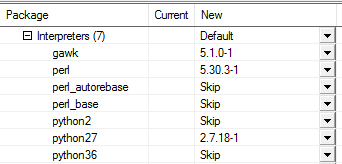 Package Current New
Interpreters (7) Default
gawk 5.1.0-1
perl 5.30.3-1
perl_autorebase Skip
perl_base Skip
python2 Skip
python27 2.7.18-1
python36 Skip